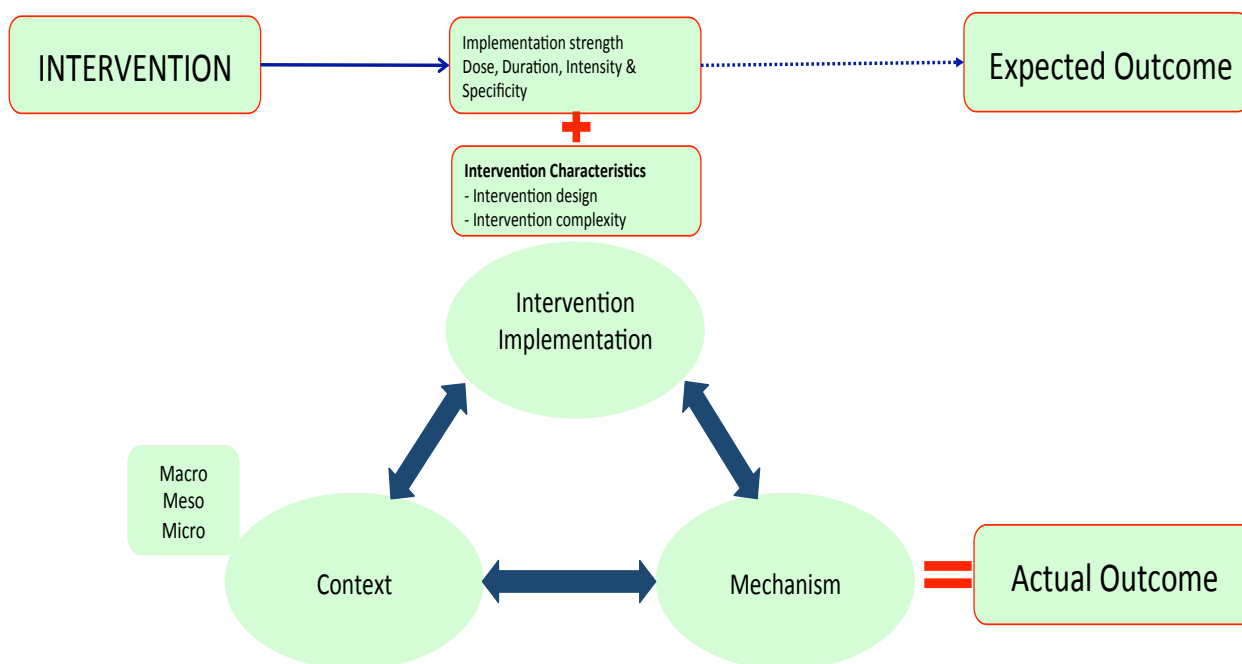 INTERVENTION
Implementation strength
Dose, Duration, Intensity &
Specificity
Expected Outcome
Intervention Characteristics
- Intervention design
- Intervention complexity
Intervention
Implementation
Macro
Meso
Micro
Context
Mechanism
Actual Outcome